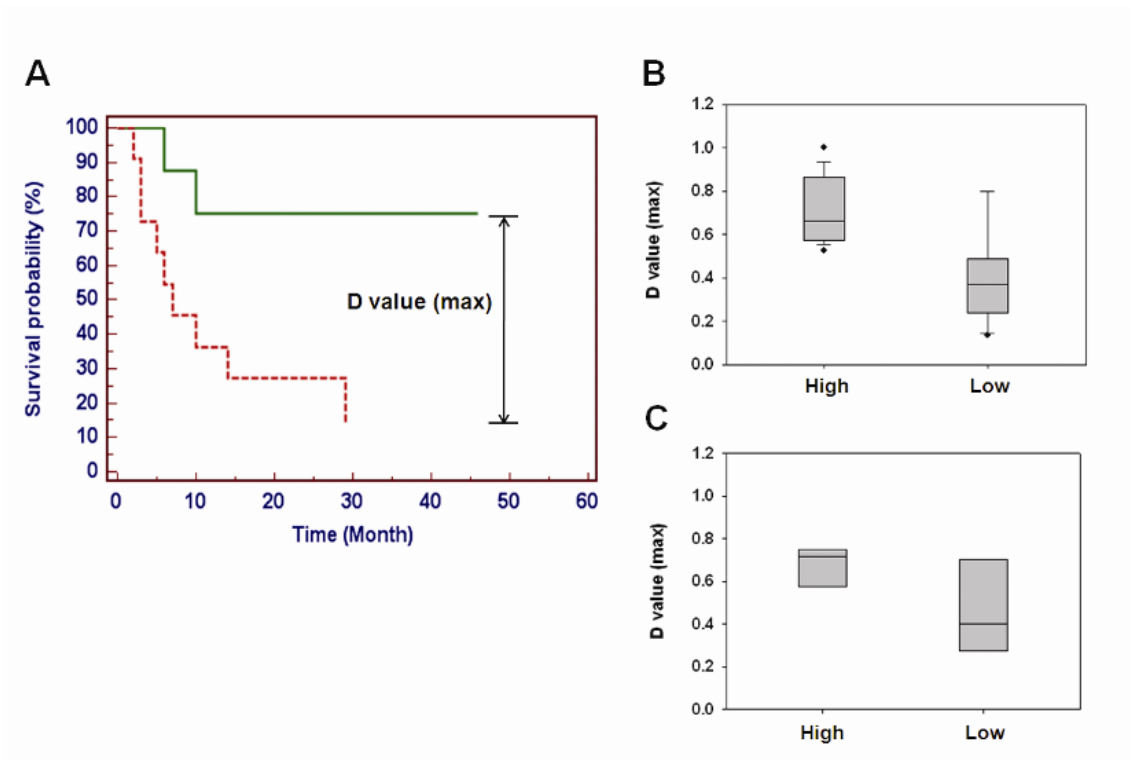 A
Survival probability (%)
100
90
80
70
60
50
40
30
20
10
0
D value (max)
0 10 20 30 40 50 60
Time (Month)
B
D value (max)
1.2
1.0
0.8
0.6
0.4
0.2
0.0
High Low
C
D value (max)
1.2
1.0
0.8
0.6
0.4
0.2
0.0
High Low